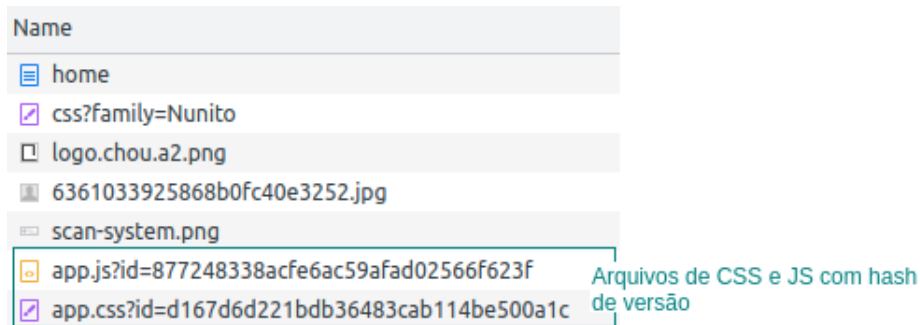 Name
home
css?family=Nunito
logo.chou.a2.png
6361033925868b0fc40e3252.jpg
scan-system.png
app.js?id=877248338acfe6ac59afad02566f623f
app.css?id=d167d6d221bdb36483cab114be500a1c
Arquivos de CSS e JS com hash
de versão